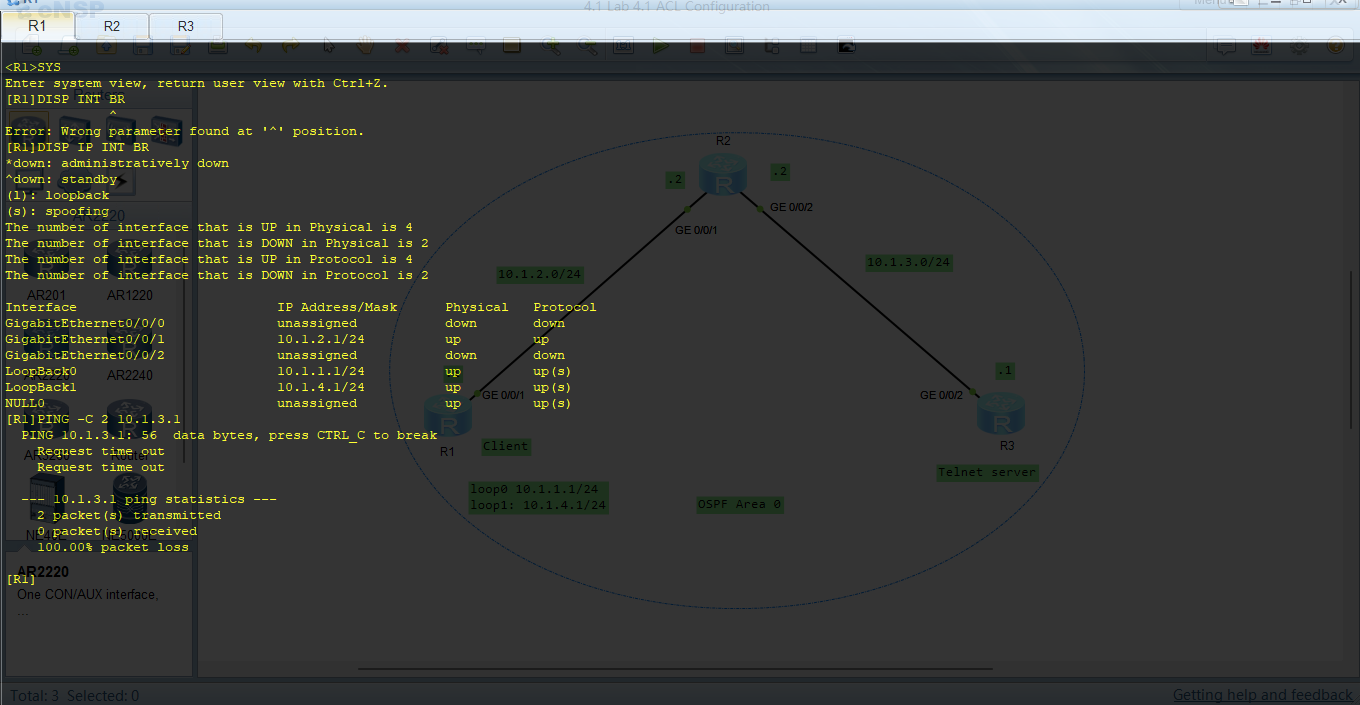 R1
eNSP
4.1 Lab 4.1 ACL Configuration
Menu
R1 R2 R3
<R1>SYS
Enter system view, return user view with Ctrl+Z.
[R1]DISP INT BR
^
Error: Wrong parameter found at '^' position.
[R1]DISP IP INT BR
*down: administratively down
^down: standby
(l): loopback
(s): spoofing
The number of interface that is UP in Physical is 4
The number of interface that is DOWN in Physical is 2
The number of interface that is UP in Protocol is 4
The number of interface that is DOWN in Protocol is 2
Interface IP Address/Mask Physical Protocol
GigabitEthernet0/0/0 unassigned down down
GigabitEthernet0/0/1 10.1.2.1/24 up up
GigabitEthernet0/0/2 unassigned down down
LoopBack0 10.1.1.1/24 up up(s)
LoopBack1 10.1.4.1/24 up up(s)
NULL0 unassigned up up(s)
[R1]PING -C 2 10.1.3.1
PING 10.1.3.1: 56 data bytes, press CTRL_C to break
Request time out
Request time out
--- 10.1.3.1 ping statistics ---
2 packet(s) transmitted
0 packet(s) received
100.00% packet loss
[R1]
AR2220
AR201 AR1220
AR2240
Router
AR2220
One CON/AUX interface,
...
R2
.2
.2
GE 0/0/2
GE 0/0/1
10.1.3.0/24
10.1.2.0/24
.1
GE 0/0/1
GE 0/0/2
R1
R3
Client
Telnet server
loop0 10.1.1.1/24
loop1: 10.1.4.1/24
OSPF Area 0
Total: 3 Selected: 0
Getting help and feedback